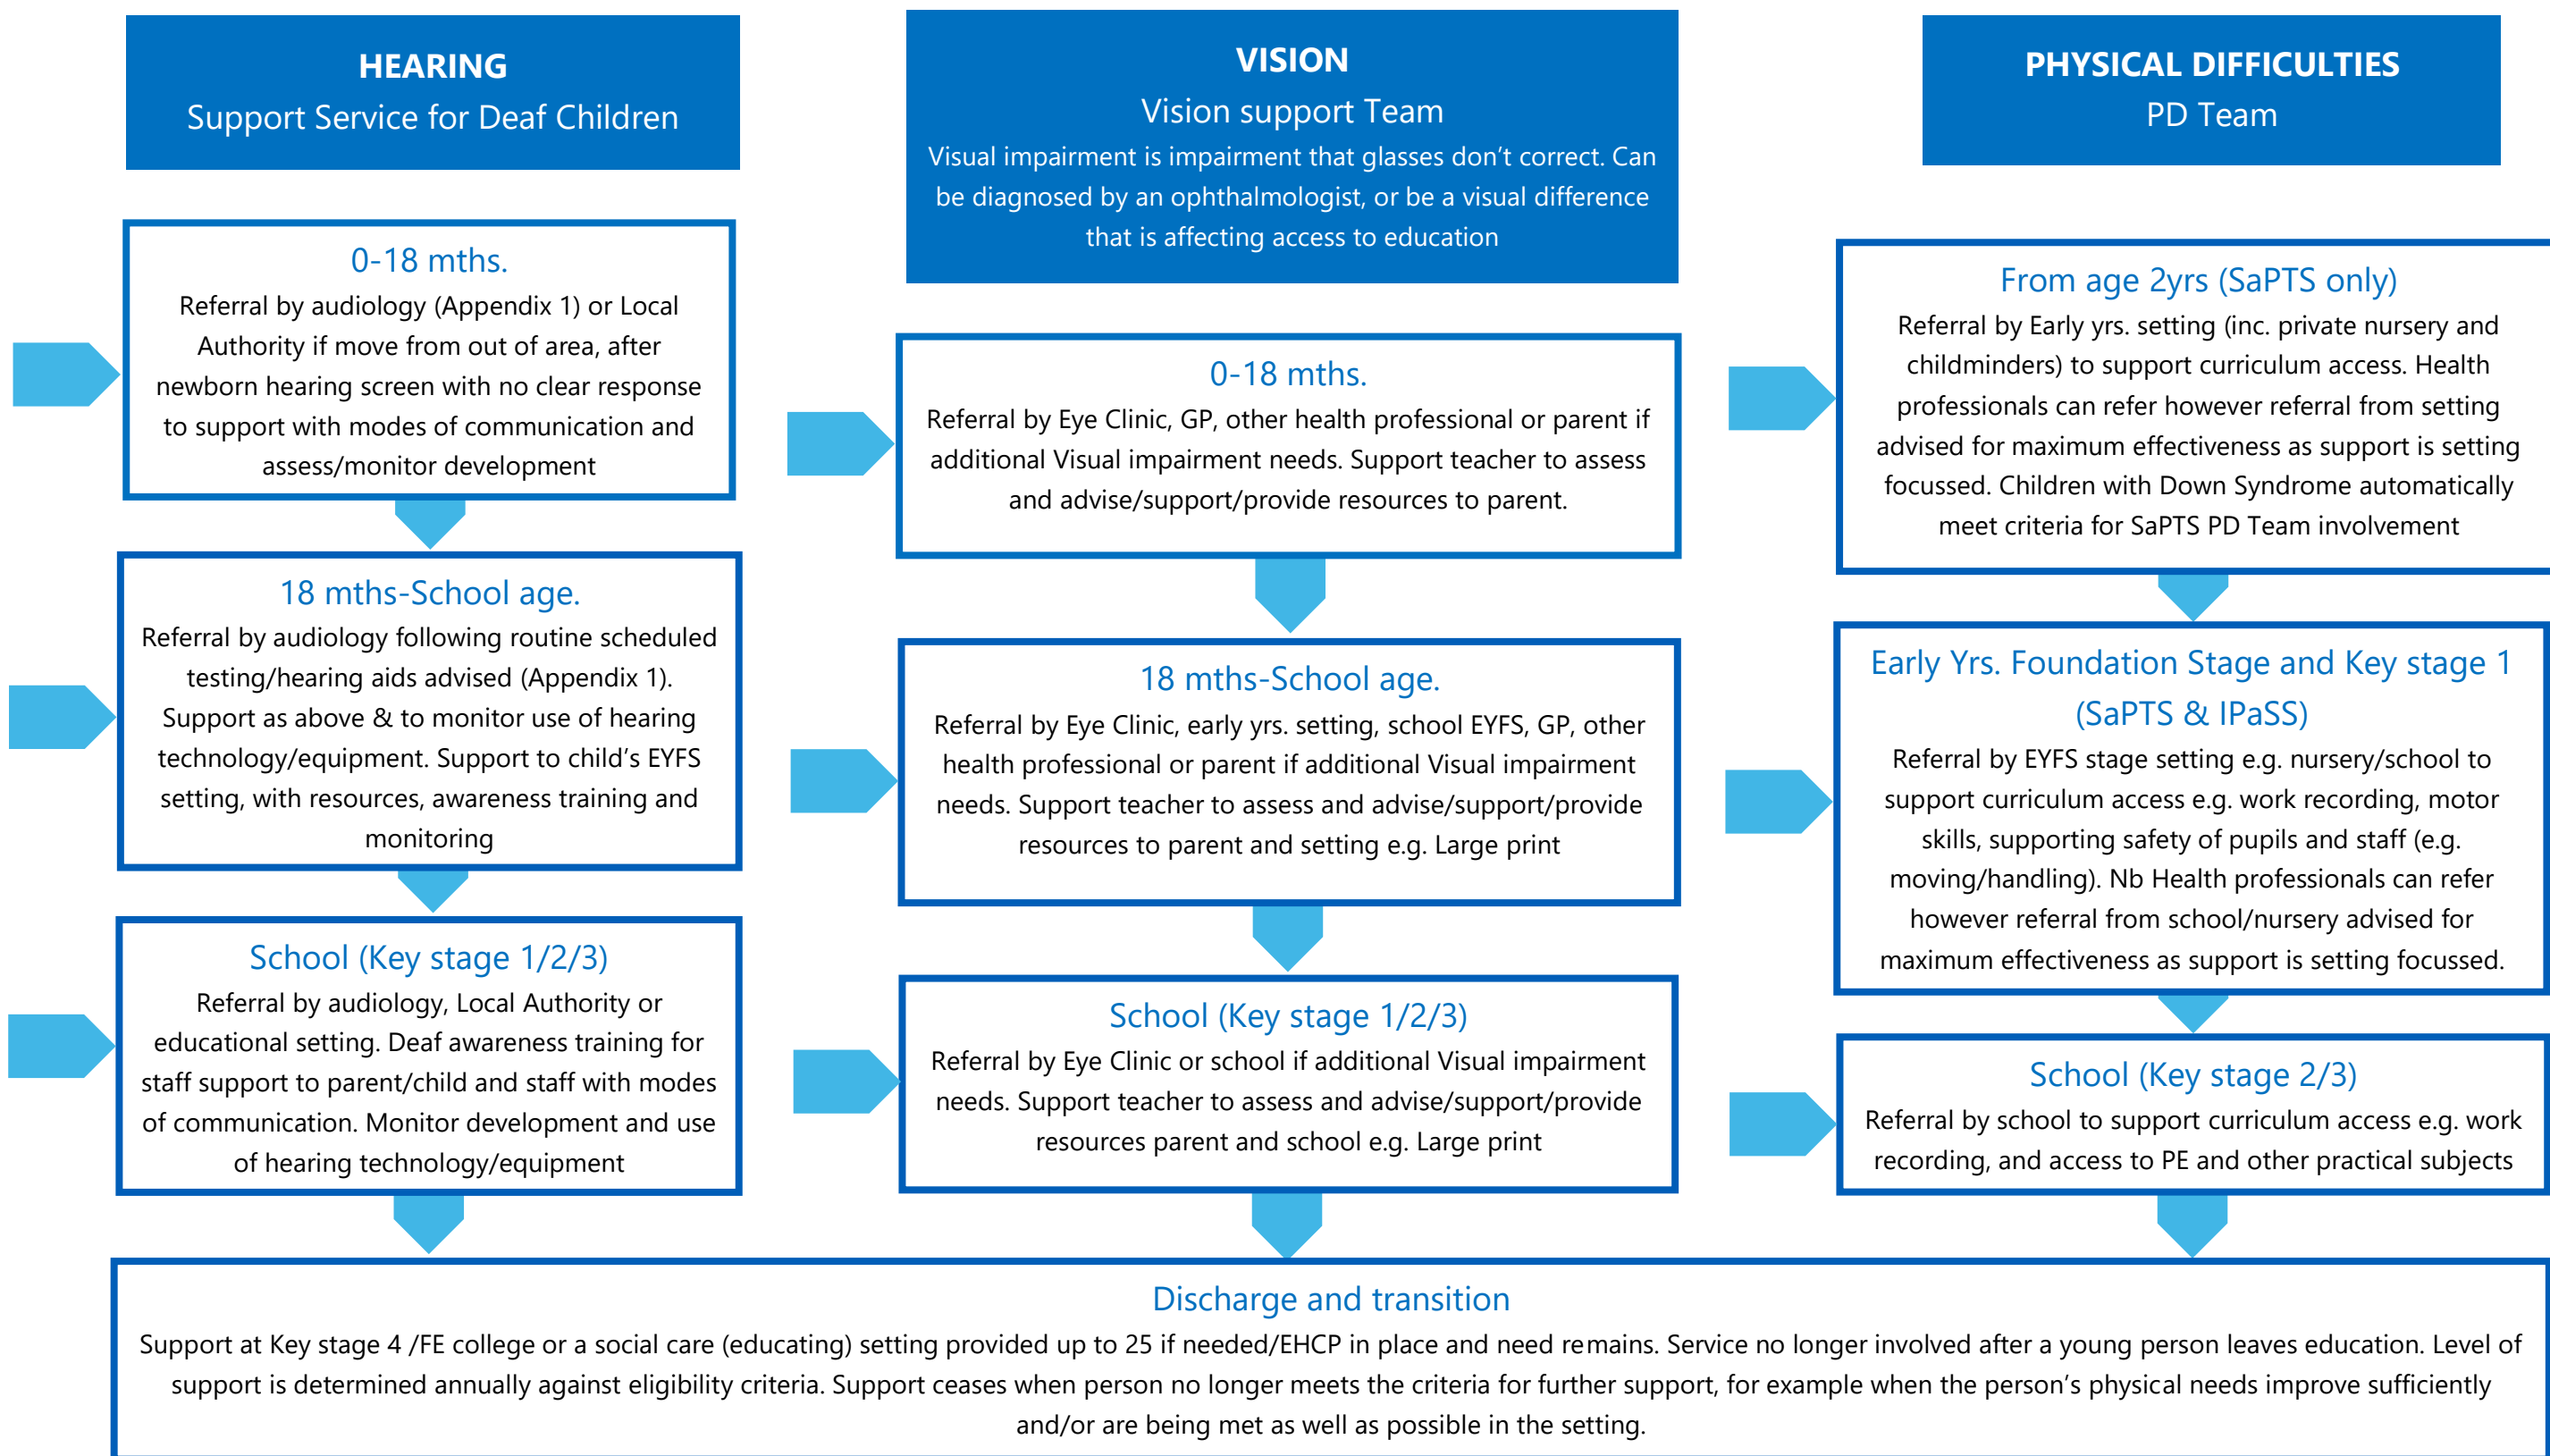 HEARING
Support Service for Deaf Children
0-18 mths.
Referral by audiology (Appendix 1) or Local
Authority if move from out of area, after
newborn hearing screen with no clear response
to support with modes of communication and
assess/monitor development
18 mths-School age.
Referral by audiology following routine scheduled
testing/hearing aids advised (Appendix 1).
Support as above & to monitor use of hearing
technology/equipment. Support to child’s EYFS
setting, with resources, awareness training and
monitoring
School (Key stage 1/2/3)
Referral by audiology, Local Authority or
educational setting. Deaf awareness training for
staff support to parent/child and staff with modes
of communication. Monitor development and use
of hearing technology/equipment
VISION
Vision support Team
Visual impairment is impairment that glasses don’t correct. Can
be diagnosed by an ophthalmologist, or be a visual difference
that is affecting access to education
0-18 mths.
Referral by Eye Clinic, GP, other health professional or parent if
additional Visual impairment needs. Support teacher to assess
and advise/support/provide resources to parent.
18 mths-School age.
Referral by Eye Clinic, early yrs. setting, school EYFS, GP, other
health professional or parent if additional Visual impairment
needs. Support teacher to assess and advise/support/provide
resources to parent and setting e.g. Large print
School (Key stage 1/2/3)
Referral by Eye Clinic or school if additional Visual impairment
needs. Support teacher to assess and advise/support/provide
resources parent and school e.g. Large print
PHYSICAL DIFFICULTIES
PD Team
From age 2yrs (SaPTS only)
Referral by Early yrs. setting (inc. private nursery and
childminders) to support curriculum access. Health
professionals can refer however referral from setting
advised for maximum effectiveness as support is setting
focussed. Children with Down Syndrome automatically
meet criteria for SaPTS PD Team involvement
Early Yrs. Foundation Stage and Key stage 1
(SaPTS & IPaSS)
Referral by EYFS stage setting e.g. nursery/school to
support curriculum access e.g. work recording, motor
skills, supporting safety of pupils and staff (e.g.
moving/handling). Nb Health professionals can refer
however referral from school/nursery advised for
maximum effectiveness as support is setting focussed.
School (Key stage 2/3)
Referral by school to support curriculum access e.g. work
recording, and access to PE and other practical subjects
Discharge and transition
Support at Key stage 4 /FE college or a social care (educating) setting provided up to 25 if needed/EHCP in place and need remains. Service no longer involved after a young person leaves education. Level of
support is determined annually against eligibility criteria. Support ceases when person no longer meets the criteria for further support, for example when the person’s physical needs improve sufficiently
and/or are being met as well as possible in the setting.